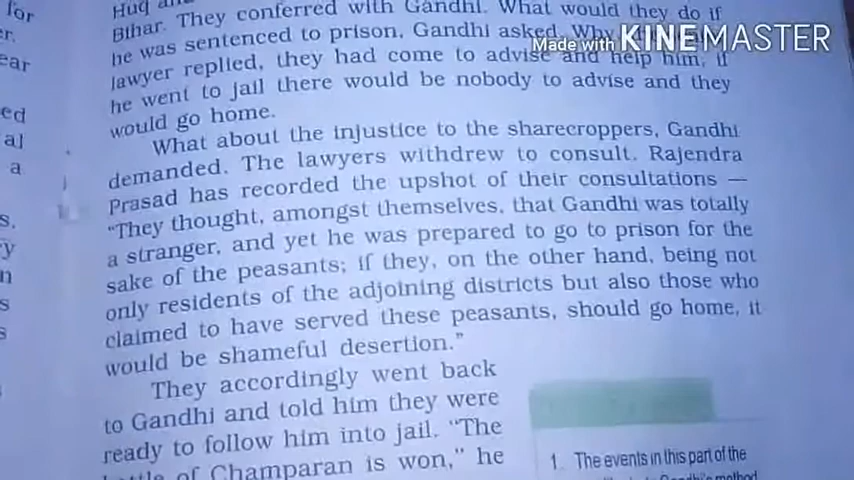 for
r.
ear
ed
al
a
s.
y
n
s
s
Huq and
Bihar. They conferred with Gandhi. What would they do if
he was sentenced to prison, Gandhi asked. Why
lawyer replied, they had come to advise and help him; if
he went to jail there would be nobody to advise and they
would go home.
What about the injustice to the sharecroppers, Gandhi
demanded. The lawyers withdrew to consult. Rajendra
Prasad has recorded the upshot of their consultations —
“They thought, amongst themselves, that Gandhi was totally
a stranger, and yet he was prepared to go to prison for the
sake of the peasants; if they, on the other hand, being not
only residents of the adjoining districts but also those who
claimed to have served these peasants, should go home, it
would be shameful desertion.”
They accordingly went back
to Gandhi and told him they were
ready to follow him into jail. “The
of Champaran is won,” he
1. The events in this part of the
Gandhi's method
Made with KINEMASTER